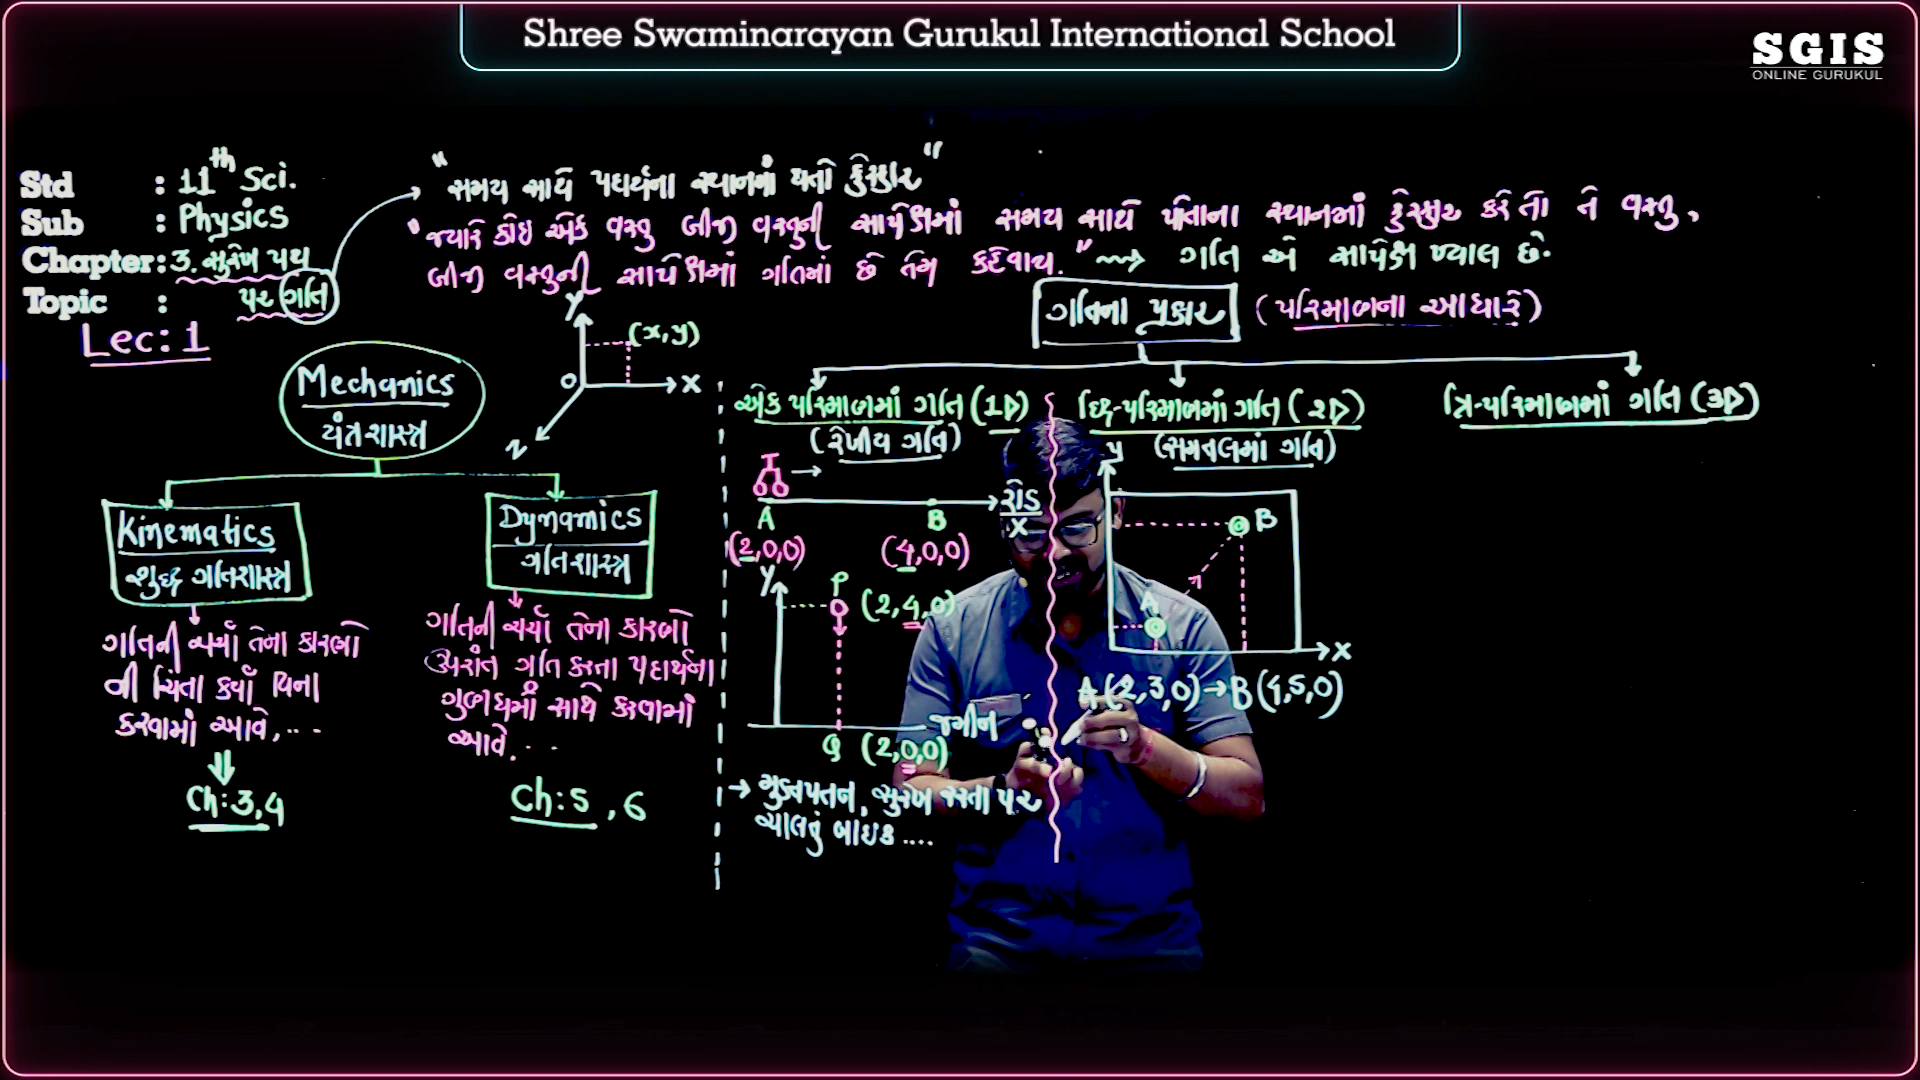 Shree Swaminarayan Gurukul International School
SGIS
ONLINE GURUKUL
Std : 11th Sci.
Sub : Physics
Chapter: 3. સુરેખ પથ
Topic : પર ગતિ
Lec: 1
"સમય સાથે પદાર્થના સ્થાનમાં થતો ફેરફાર"
"જ્યારે કોઇ એક વસ્તુ બીજી વસ્તુની સાપેક્ષમાં સમય સાથે પોતાના સ્થાનમાં ફેરફાર કરે તો તે વસ્તુ,
બીજી વસ્તુની સાપેક્ષમાં ગતિમાં છે તેમ કહેવાય." ⟿ ગતિ એ સાપેક્ષ ખ્યાલ છે.
Mechanics
યંત્રશાસ્ત્ર
Y
(x,y)
O
X
Z
Kinematics
શુદ્ધ ગતિશાસ્ત્ર
ગતિની ચર્ચા તેના કારણો
ની ચિંતા કર્યા વિના
કરવામાં આવે,...
Ch:3,4
Dynamics
ગતિશાસ્ત્ર
ગતિની ચર્ચા તેના કારણો
ઉપરાંત ગતિ કરતા પદાર્થના
ગુણધર્મો સાથે કરવામાં
આવે. ..
Ch:5,6
ગતિના પ્રકાર (પરિમાણના આધારે)
એક પરિમાણમાં ગતિ (1D)
(રેખીય ગતિ)
A B રોડ
X
(2,0,0) (4,0,0)
Y
P (2,4,0)
જમીન
Q (2,0,0)
→ મુક્તપતન, સુરેખ રસ્તા પર
ચાલતું બાઇક ....
દ્વિ-પરિમાણમાં ગતિ (2D)
(સમતલમાં ગતિ)
y
B
A
X
A(2,3,0)→B(4,5,0)
ત્રિ-પરિમાણમાં ગતિ (3D)